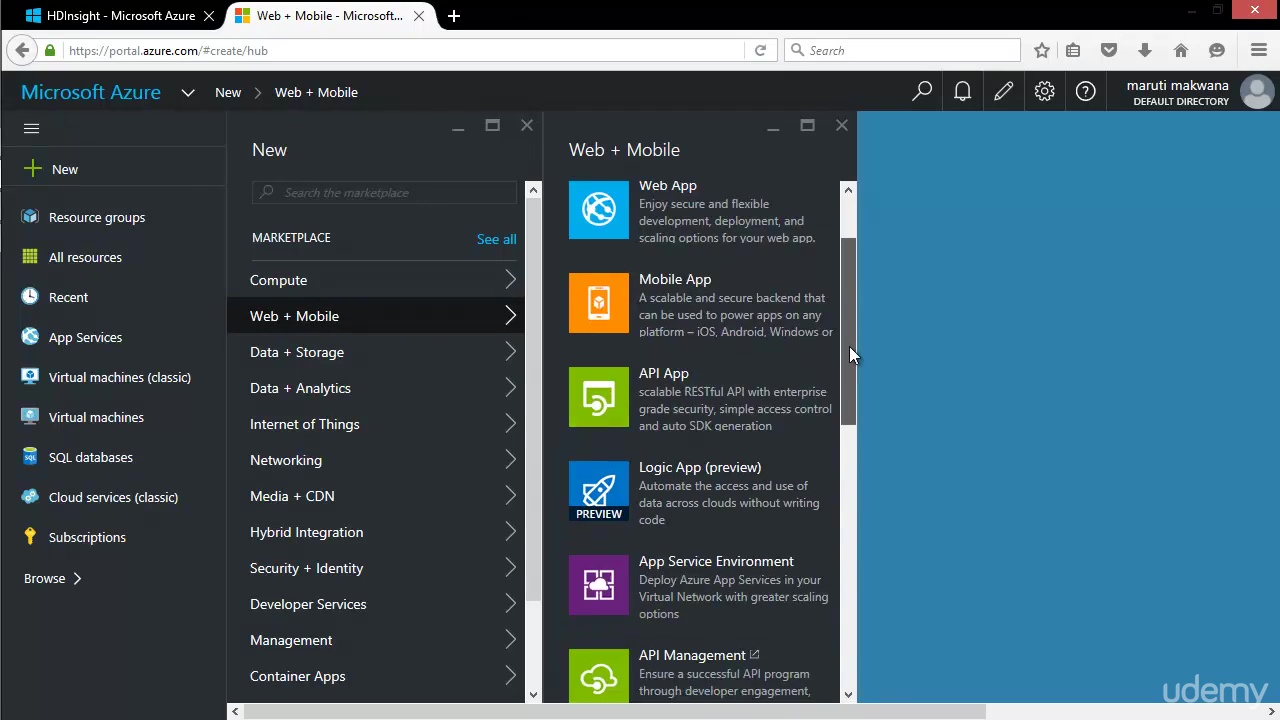 HDInsight - Microsoft Azure
Web + Mobile - Microsoft...
https://portal.azure.com/#create/hub
Search
Microsoft Azure
New
Web + Mobile
maruti makwana
DEFAULT DIRECTORY
New
Resource groups
All resources
Recent
App Services
Virtual machines (classic)
Virtual machines
SQL
SQL databases
Cloud services (classic)
Subscriptions
Browse
New
Search the marketplace
MARKETPLACE
See all
Compute
Web + Mobile
Data + Storage
Data + Analytics
Internet of Things
Networking
Media + CDN
Hybrid Integration
Security + Identity
Developer Services
Management
Container Apps
Web + Mobile
Web App
Enjoy secure and flexible
development, deployment, and
scaling options for your web app.
Mobile App
A scalable and secure backend that
can be used to power apps on any
platform – iOS, Android, Windows or
API App
scalable RESTful API with enterprise
grade security, simple access control
and auto SDK generation
PREVIEW
Logic App (preview)
Automate the access and use of
data across clouds without writing
code
App Service Environment
Deploy Azure App Services in your
Virtual Network with greater scaling
options
API Management
Ensure a successful API program
through developer engagement,
udemy